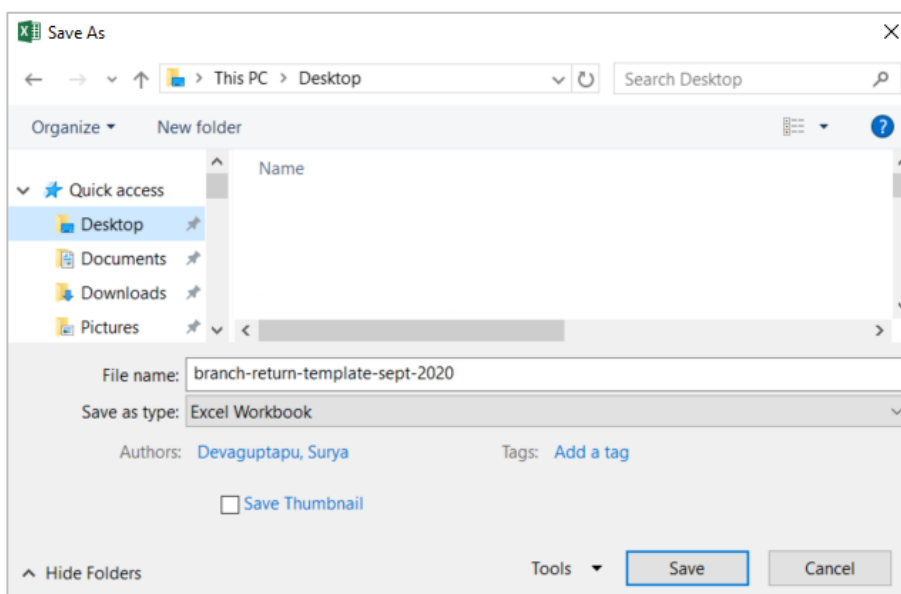 Save As
This PC > Desktop
Search Desktop
Organize
New folder
?
Name
Quick access
Desktop
Documents
Downloads
Pictures
File name: branch-return-template-sept-2020
Save as type: Excel Workbook
Authors: Devaguptapu, Surya Tags: Add a tag
Save Thumbnail
Hide Folders Tools Save Cancel